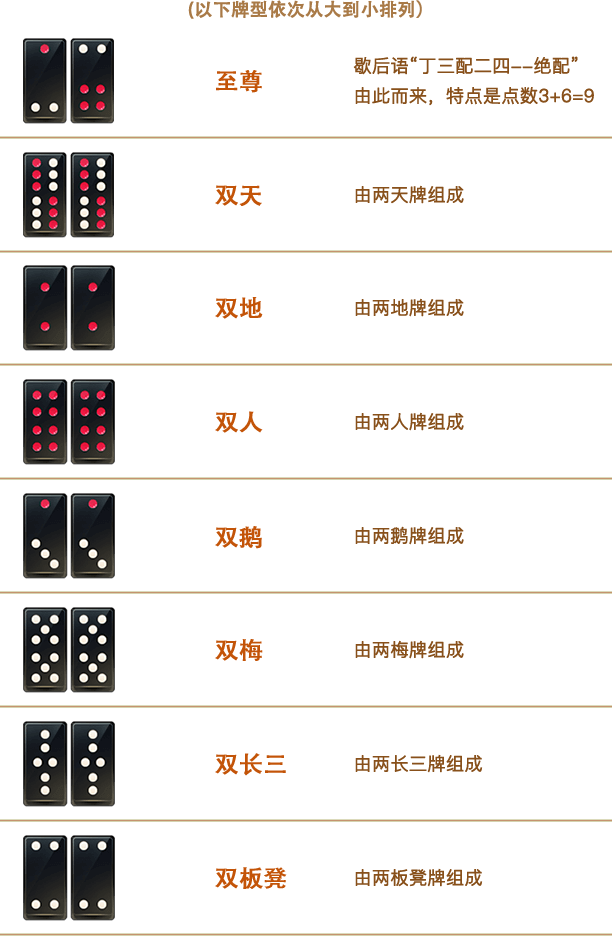 (以下牌型依次从大到小排列)
至尊
歇后语“丁三配二四--绝配”
由此而来，特点是点数3+6=9
双天
由两天牌组成
双地
由两地牌组成
双人
由两人牌组成
双鹅
由两鹅牌组成
双梅
由两梅牌组成
双长三
由两长三牌组成
双板凳
由两板凳牌组成